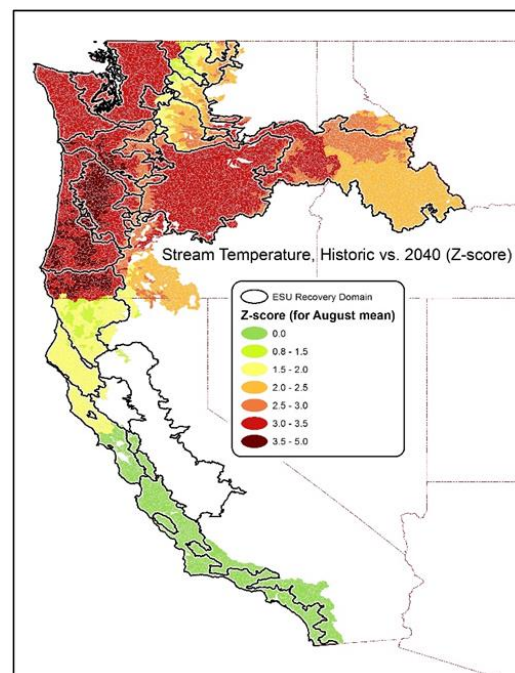 Stream Temperature, Historic vs. 2040 (Z-score)
ESU Recovery Domain
Z-score (for August mean)
0.0
0.8 - 1.5
1.5 - 2.0
2.0 - 2.5
2.5 - 3.0
3.0 - 3.5
3.5 - 5.0